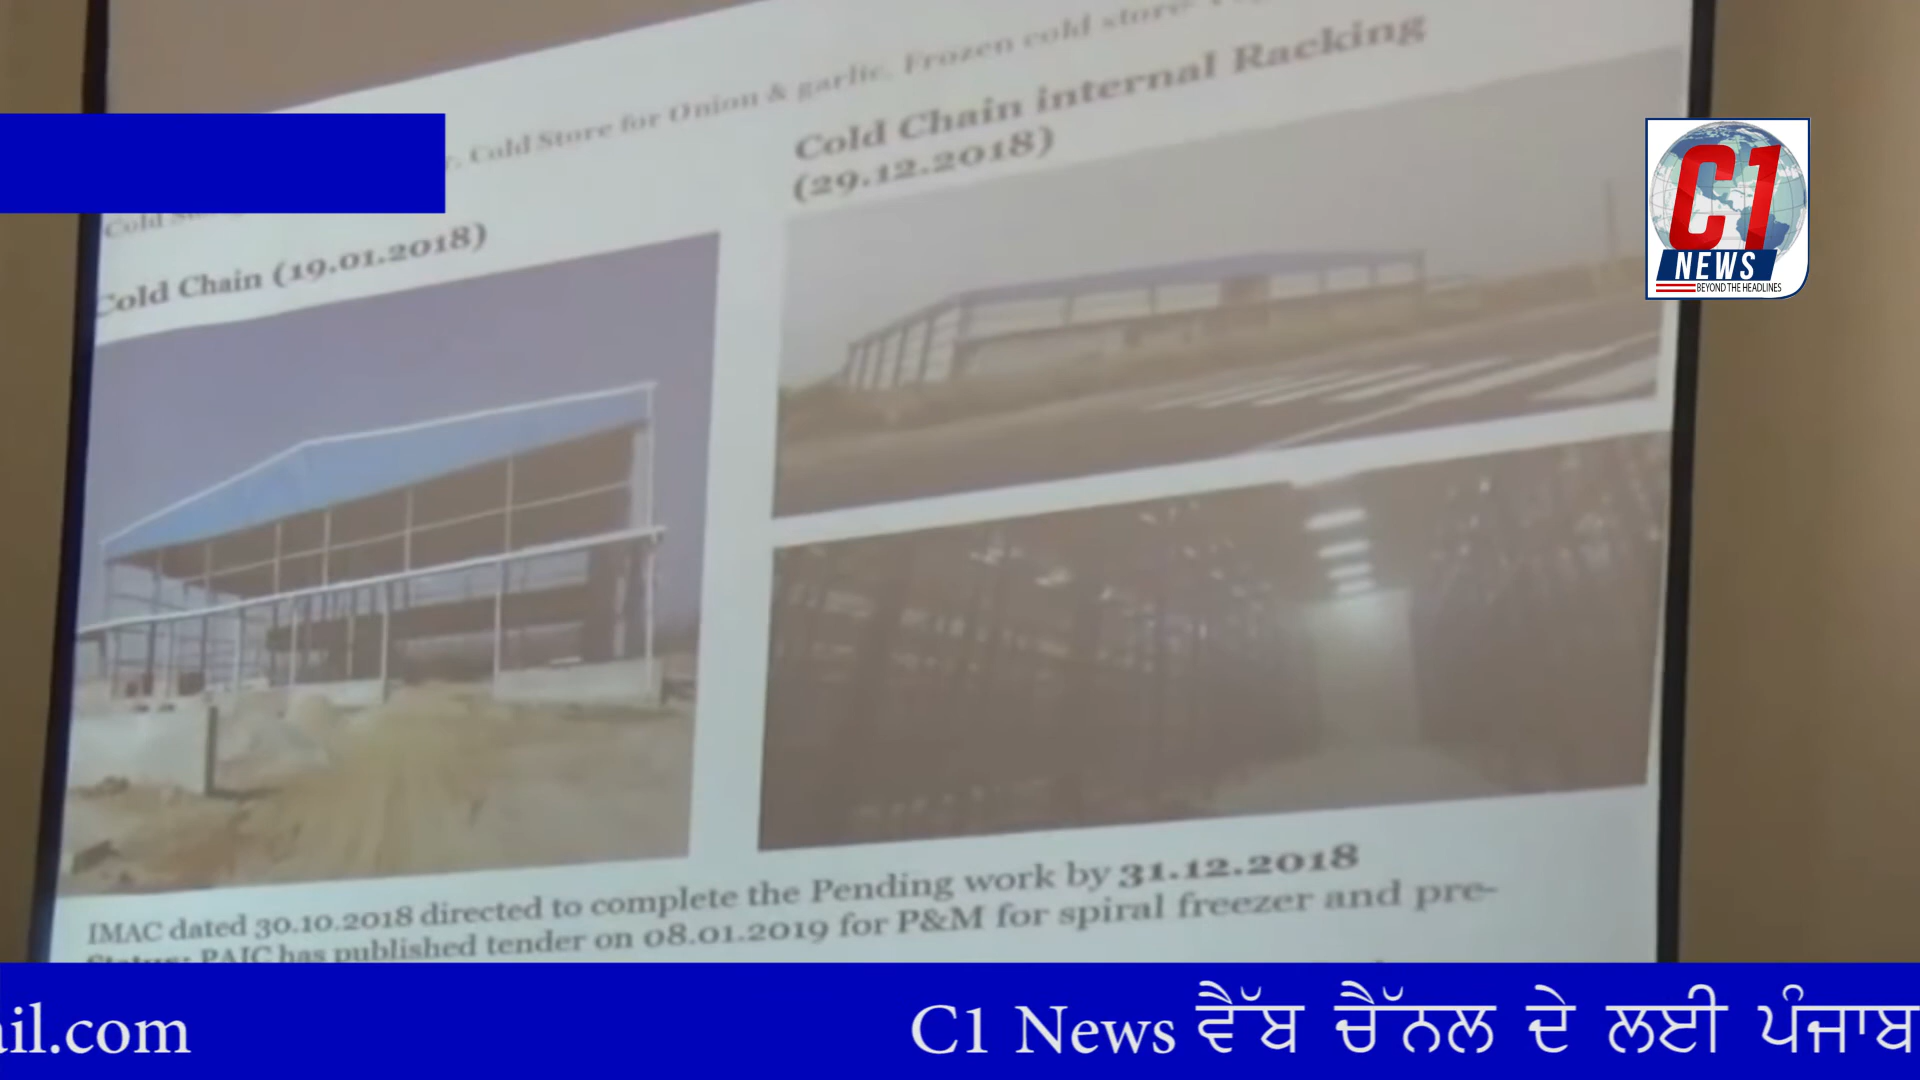 Cold Store for Onion & garlic, Frozen cold store
Cold
Cold Chain internal Racking
(29.12.2018)
Cold Chain (19.01.2018)
C1
NEWS
BEYOND THE HEADLINES
IMAC dated 30.10.2018 directed to complete the Pending work by 31.12.2018
Status: PAIC has published tender on 08.01.2019 for P&M for spiral freezer and pre-
ail.com
C1 News ਵੈੱਬ ਚੈੱਨਲ ਦੇ ਲਈ ਪੰਜਾਬ